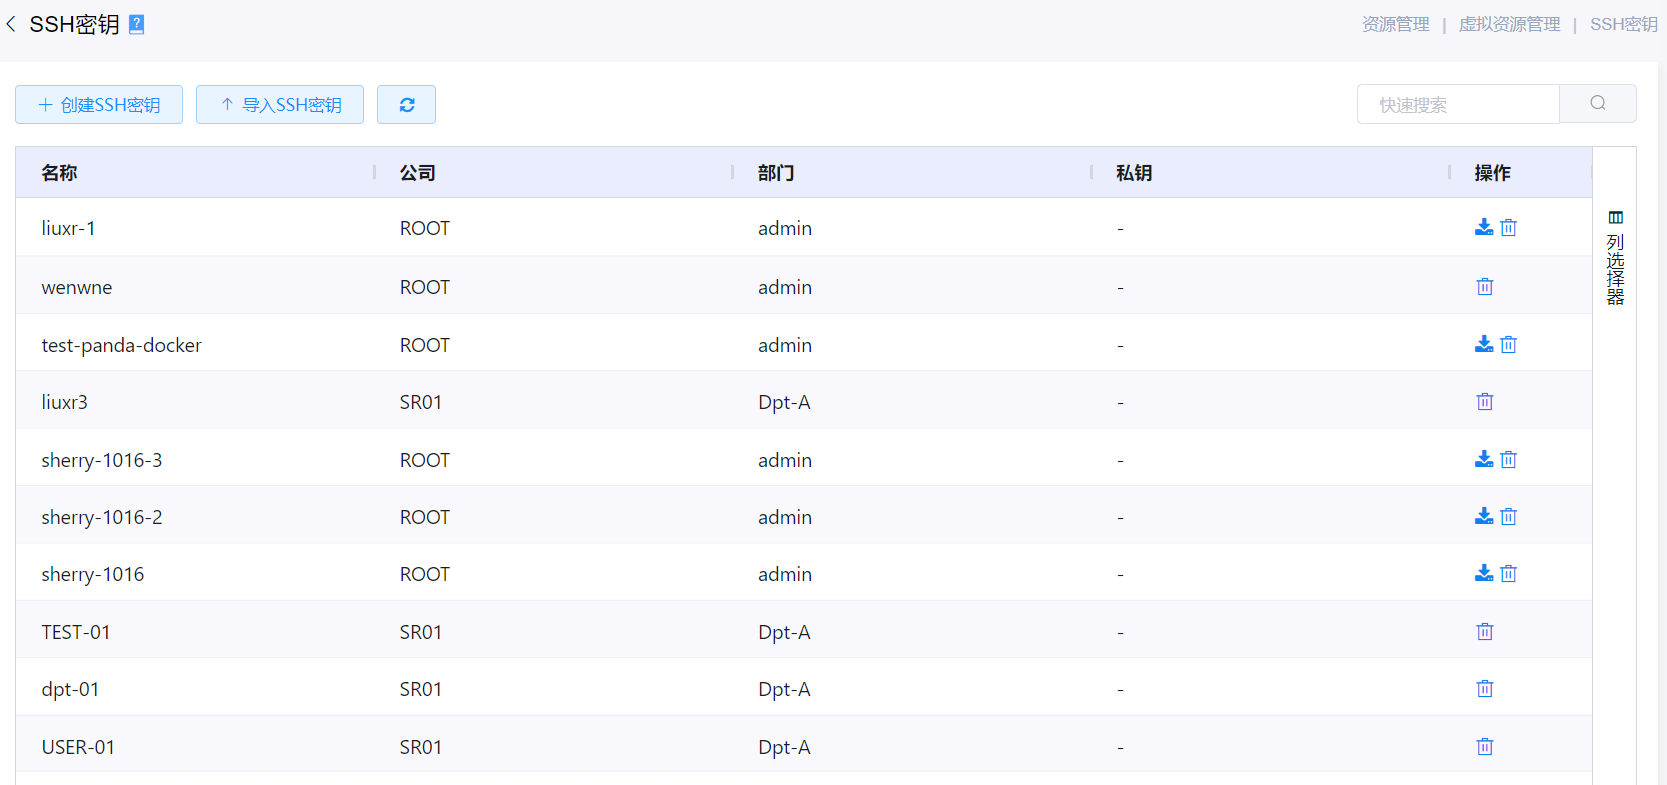 SSH密钥
资源管理 | 虚拟资源管理 | SSH密钥
创建SSH密钥 导入SSH密钥 快速搜索
名称 公司 部门 私钥 操作
liuxr-1 ROOT admin -
wenwne ROOT admin -
test-panda-docker ROOT admin -
liuxr3 SR01 Dpt-A -
sherry-1016-3 ROOT admin -
sherry-1016-2 ROOT admin -
sherry-1016 ROOT admin -
TEST-01 SR01 Dpt-A -
dpt-01 SR01 Dpt-A -
USER-01 SR01 Dpt-A -
列选择器